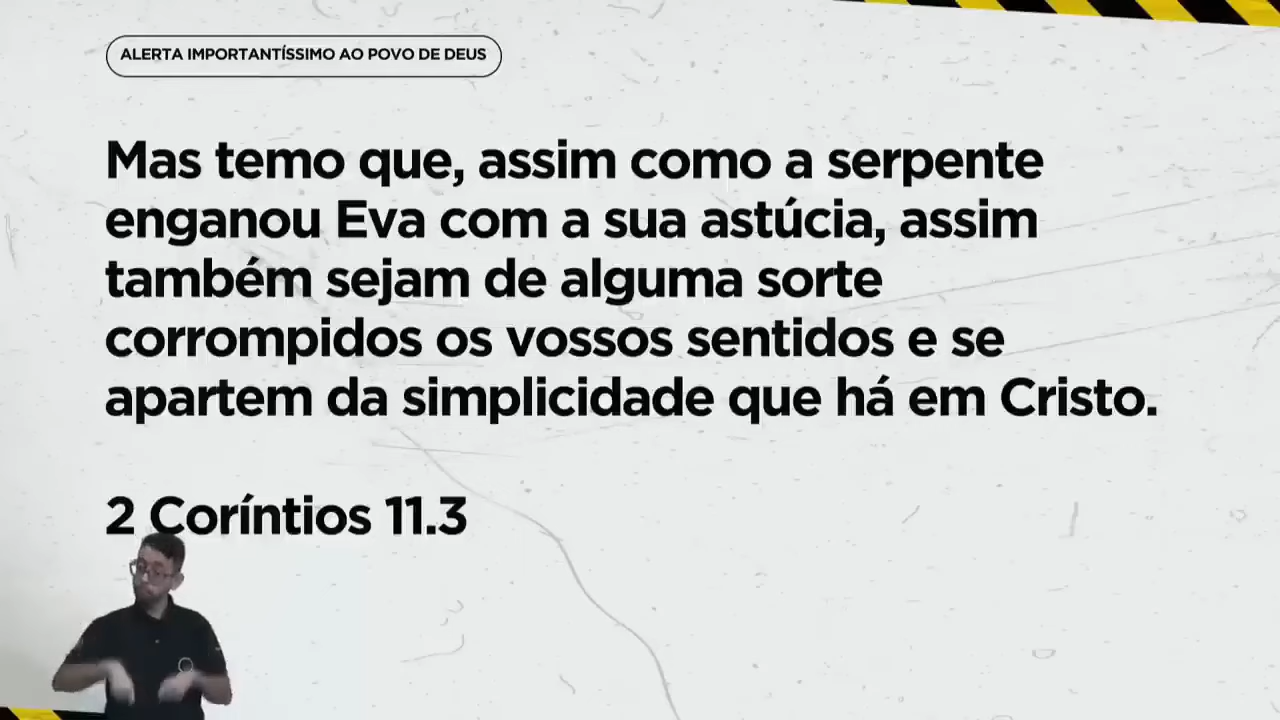 ALERTA IMPORTANTÍSSIMO AO POVO DE DEUS
Mas temo que, assim como a serpente
enganou Eva com a sua astúcia, assim
também sejam de alguma sorte
corrompidos os vossos sentidos e se
apartem da simplicidade que há em Cristo.
2 Coríntios 11.3